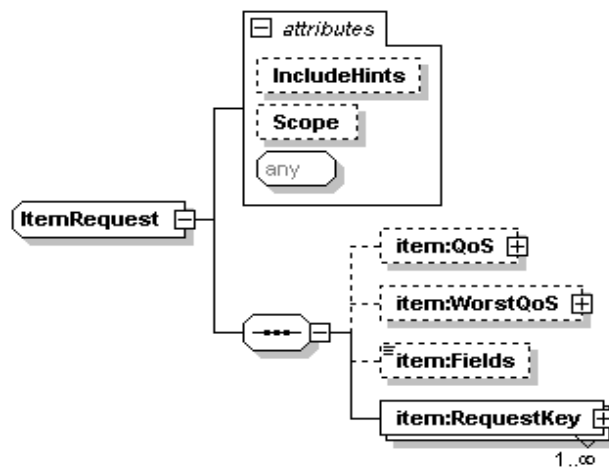 attributes
IncludeHints
Scope
any
ItemRequest
item:QoS
item:WorstQoS
item:Fields
item:RequestKey
1..∞